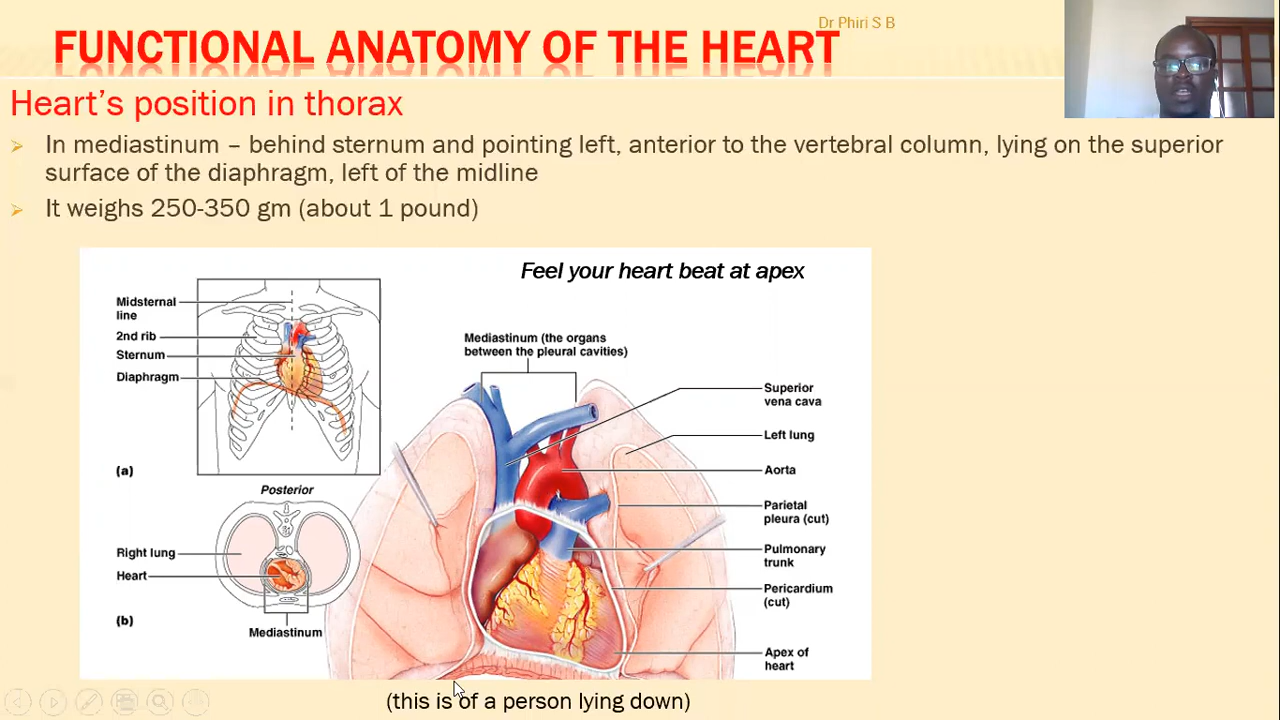 Dr Phiri S B
FUNCTIONAL ANATOMY OF THE HEART
Heart's position in thorax
In mediastinum – behind sternum and pointing left, anterior to the vertebral column, lying on the superior
surface of the diaphragm, left of the midline
It weighs 250-350 gm (about 1 pound)
Feel your heart beat at apex
Midsternal
line
2nd rib
Sternum
Diaphragm
(a)
Posterior
Right lung
Heart
(b)
Mediastinum
Mediastinum (the organs
between the pleural cavities)
Superior
vena cava
Left lung
Aorta
Parietal
pleura (cut)
Pulmonary
trunk
Pericardium
(cut)
Apex of
heart
(this is of a person lying down)